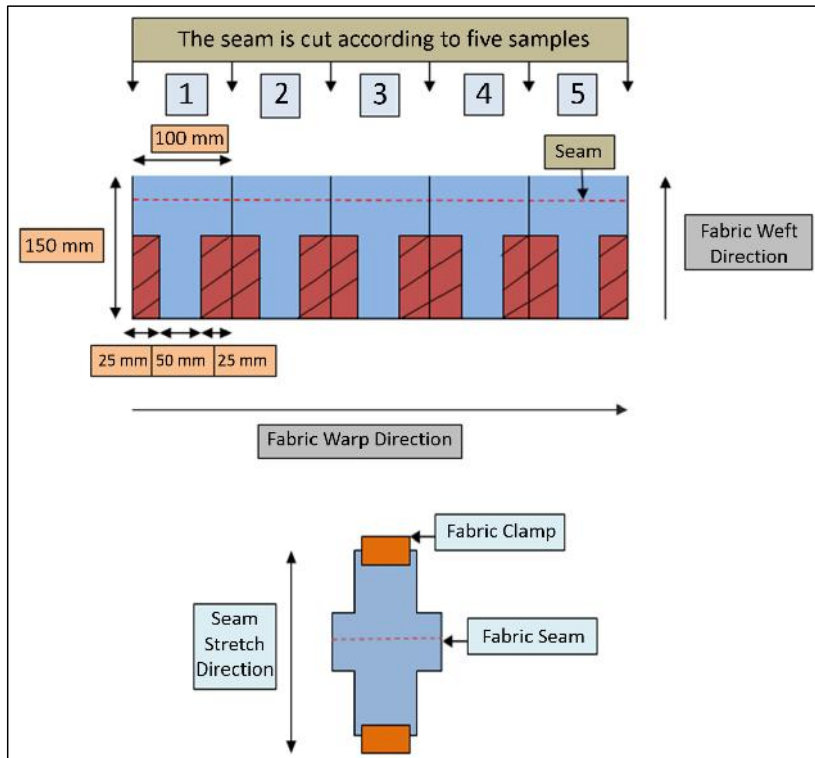 The seam is cut according to five samples
1 2 3 4 5
100 mm
Seam
150 mm
Fabric Weft
Direction
25 mm 50 mm 25 mm
Fabric Warp Direction
Fabric Clamp
Seam
Stretch
Direction
Fabric Seam